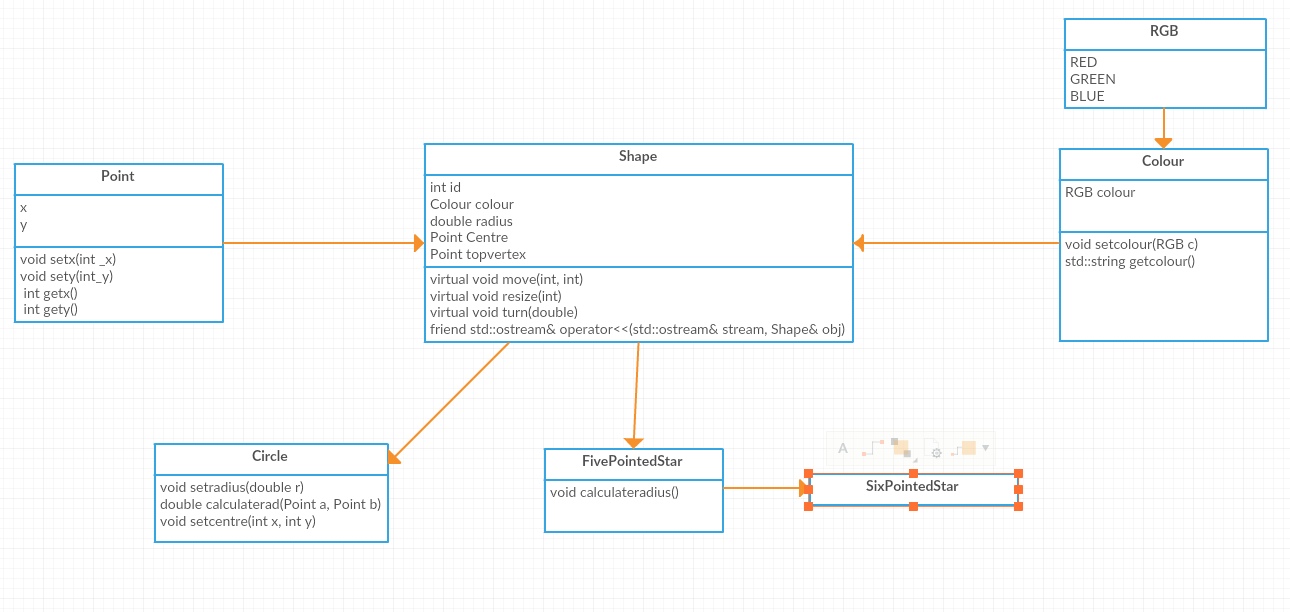 RGB
RED
GREEN
BLUE
Point
x
y
void setx(int _x)
void sety(int_y)
int getx()
int gety()
Shape
int id
Colour colour
double radius
Point Centre
Point topvertex
virtual void move(int, int)
virtual void resize(int)
virtual void turn(double)
friend std::ostream& operator<<(std::ostream& stream, Shape& obj)
Colour
RGB colour
void setcolour(RGB c)
std::string getcolour()
Circle
void setradius(double r)
double calculaterad(Point a, Point b)
void setcentre(int x, int y)
FivePointedStar
void calculateradius()
A
SixPointedStar